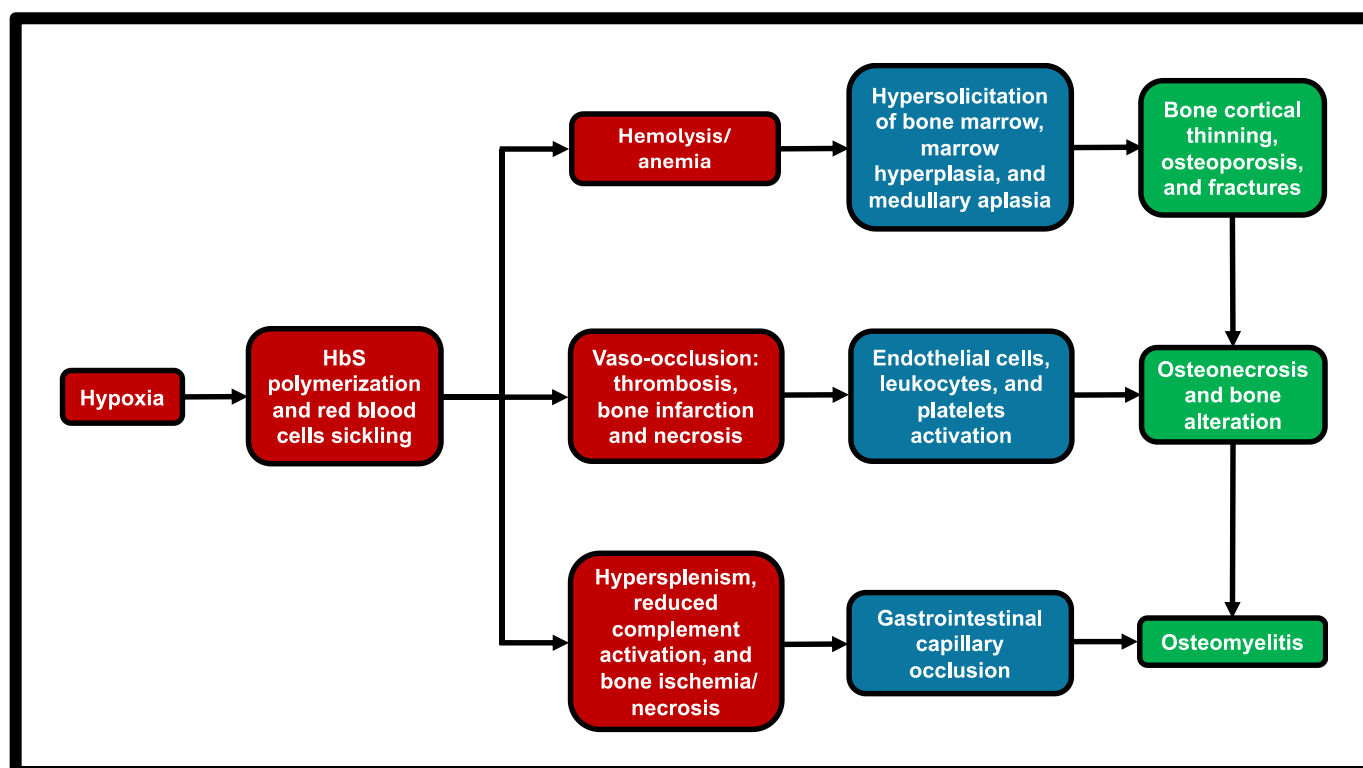 Hypoxia
HbS
polymerization
and red blood
cells sickling
Hemolysis/
anemia
Hypersolicitation
of bone marrow,
marrow
hyperplasia, and
medullary aplasia
Bone cortical
thinning,
osteoporosis,
and fractures
Vaso-occlusion:
thrombosis,
bone infarction
and necrosis
Endothelial cells,
leukocytes, and
platelets
activation
Osteonecrosis
and bone
alteration
Hypersplenism,
reduced
complement
activation, and
bone ischemia/
necrosis
Gastrointestinal
capillary
occlusion
Osteomyelitis